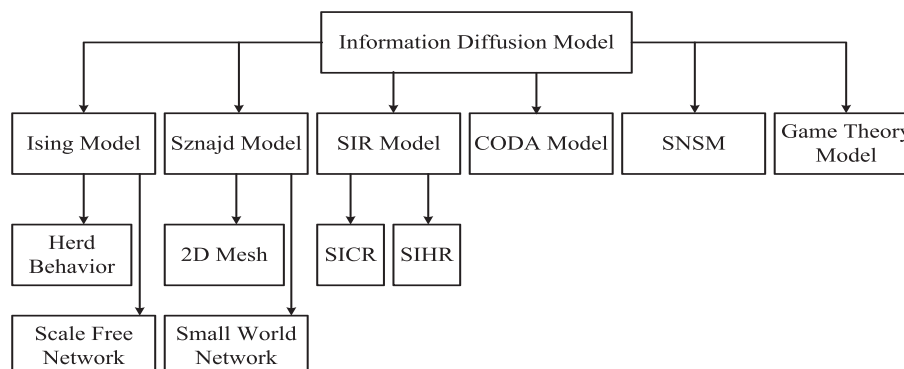 Information Diffusion Model
Ising Model
Sznajd Model
SIR Model
CODA Model
SNSM
Game Theory
Model
Herd
Behavior
2D Mesh
SICR
SIHR
Scale Free
Network
Small World
Network